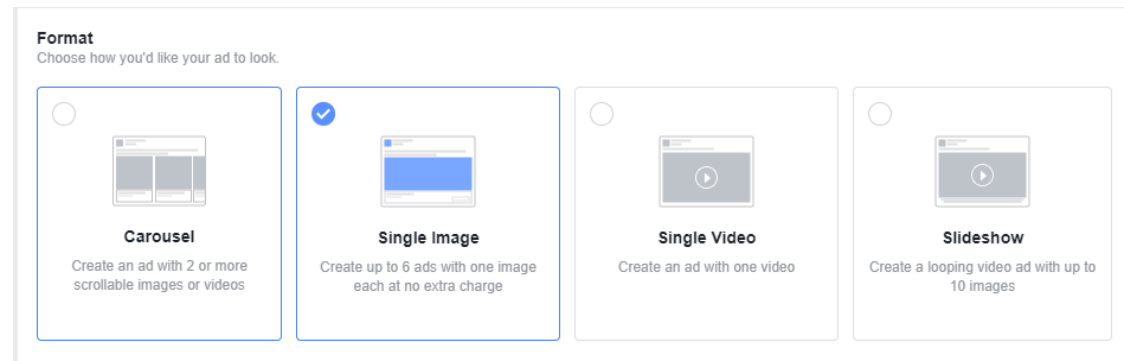 Format
Choose how you'd like your ad to look.
Carousel
Create an ad with 2 or more
scrollable images or videos
Single Image
Create up to 6 ads with one image
each at no extra charge
Single Video
Create an ad with one video
Slideshow
Create a looping video ad with up to
10 images